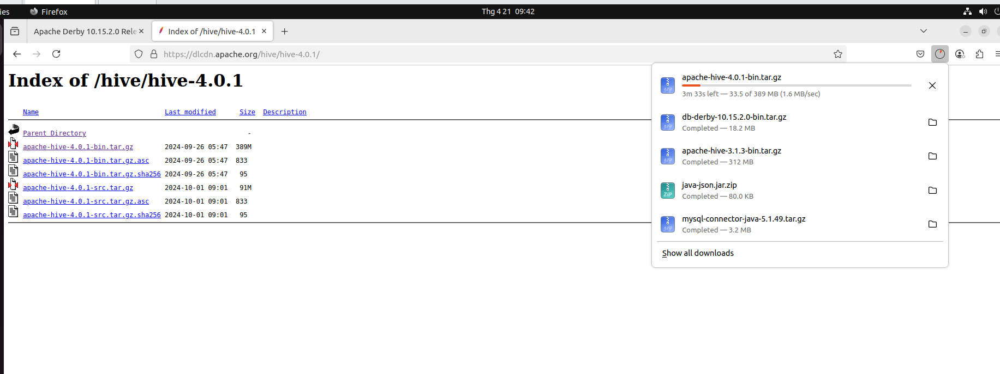 ies Firefox Thg 4 21 09:42
Apache Derby 10.15.2.0 Rele Index of /hive/hive-4.0.1
https://dlcdn.apache.org/hive/hive-4.0.1/
Index of /hive/hive-4.0.1
Name Last modified Size Description
Parent Directory -
apache-hive-4.0.1-bin.tar.gz 2024-09-26 05:47 389M
apache-hive-4.0.1-bin.tar.gz.asc 2024-09-26 05:47 833
apache-hive-4.0.1-bin.tar.gz.sha256 2024-09-26 05:47 95
apache-hive-4.0.1-src.tar.gz 2024-10-01 09:01 91M
apache-hive-4.0.1-src.tar.gz.asc 2024-10-01 09:01 833
apache-hive-4.0.1-src.tar.gz.sha256 2024-10-01 09:01 95
apache-hive-4.0.1-bin.tar.gz
3m 33s left — 33.5 of 389 MB (1.6 MB/sec)
db-derby-10.15.2.0-bin.tar.gz
Completed — 18.2 MB
apache-hive-3.1.3-bin.tar.gz
Completed — 312 MB
java-json.jar.zip
Completed — 80.0 KB
mysql-connector-java-5.1.49.tar.gz
Completed — 3.2 MB
Show all downloads